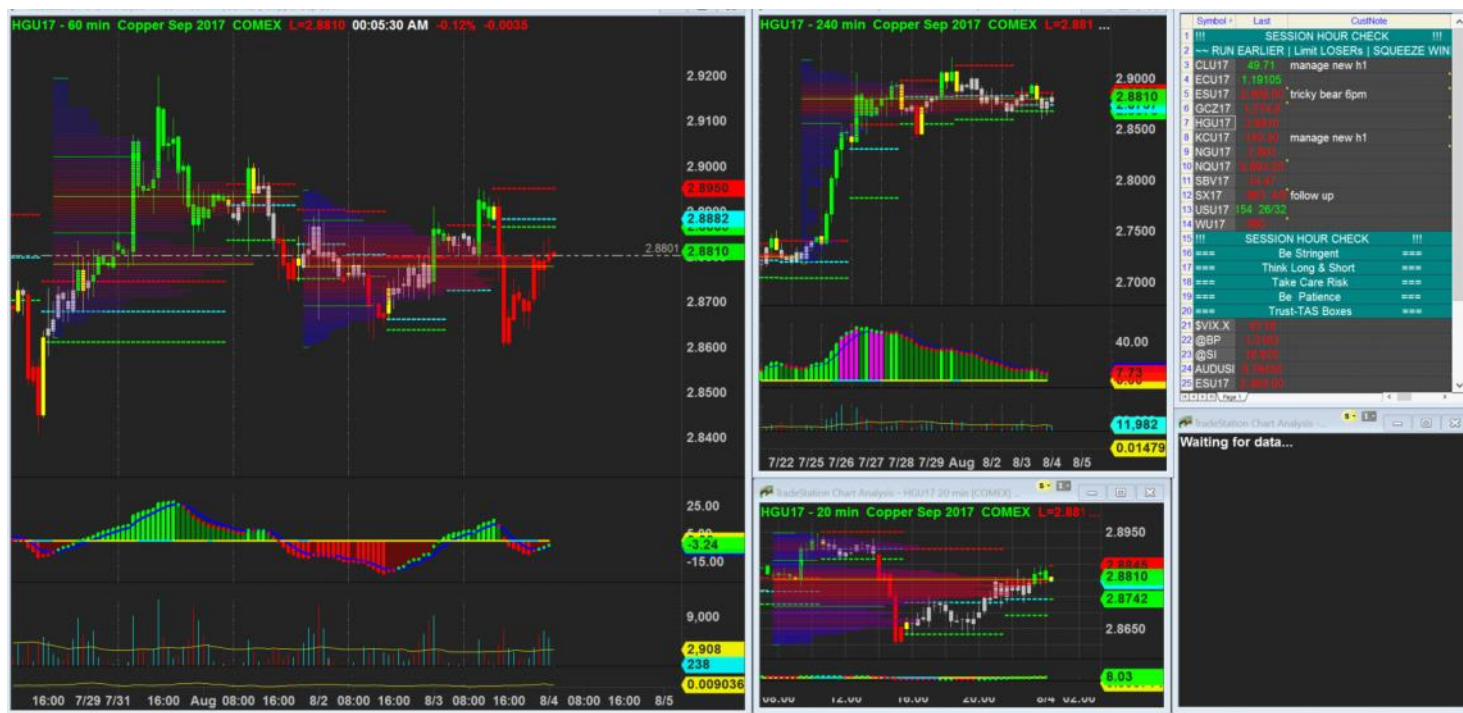 HGU17 - 60 min Copper Sep 2017 COMEX L=2.8810 00:05:30 AM -0.12% -0.0035
2.9200
2.9100
2.9000
2.8950
2.8882
2.8810
2.8801
2.8700
2.8600
2.8500
2.8400
25.00
-3.24
-15.00
9,000
2,908
238
0.009036
16:00 7/29 7/31 16:00 Aug 08:00 16:00 8/2 08:00 16:00 8/3 08:00 16:00 8/4 08:00 16:00 8/5
HGU17 - 240 min Copper Sep 2017 COMEX L=2.881 ...
2.9000
2.8810
2.8500
2.8000
2.7500
2.7000
40.00
7.73
11,982
0.01479
7/22 7/25 7/26 7/27 7/28 7/29 Aug 8/2 8/3 8/4 8/5
TradeStation Chart Analysis - HGU17 20 min [COMEX] ...
HGU17 - 20 min Copper Sep 2017 COMEX L=2.881 ...
2.8950
2.8845
2.8810
2.8742
2.8650
8.03
08:00 12:00 16:00 20:00 8/4 02:00
Symbol Last CustNote
1 !!! SESSION HOUR CHECK !!!
2 ~~ RUN EARLIER | Limit LOSERs | SQUEEZE WIN
3 CLU17 49.71 manage new h1
4 ECU17 1.19105
5 ESU17 tricky bear 6pm
6 GCZ17
7 HGU17
8 KCU17 manage new h1
9 NGU17
10 NQU17
11 SBV17
12 SX17 follow up
13 USU17 154 26/32
14 WU17
15 !!! SESSION HOUR CHECK !!!
16 === Be Stringent ===
17 === Think Long & Short ===
18 === Take Care Risk ===
19 === Be Patience ===
20 === Trust-TAS Boxes ===
21 $VIX.X
22 @BP
23 @SI
24 AUDUSI
25 ESU17
Page 1
TradeStation Chart Analysis - ...
Waiting for data...